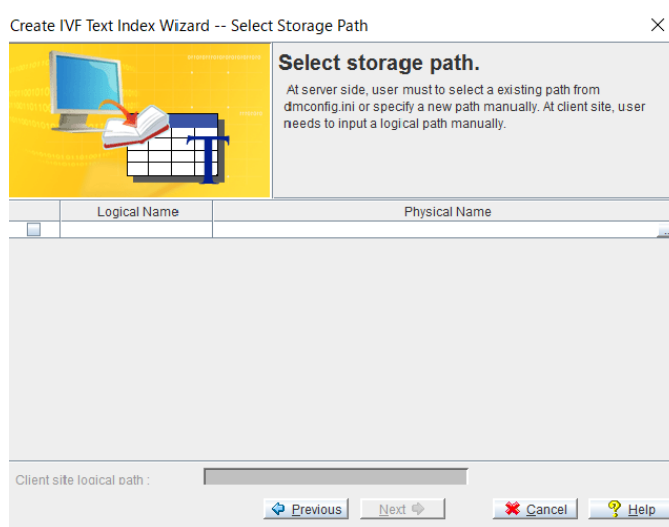 Create IVF Text Index Wizard -- Select Storage Path
Select storage path.
At server side, user must to select a existing path from
dmconfig.ini or specify a new path manually. At client site, user
needs to input a logical path manually.
Logical Name Physical Name
...
Client site logical path :
Previous Next Cancel Help